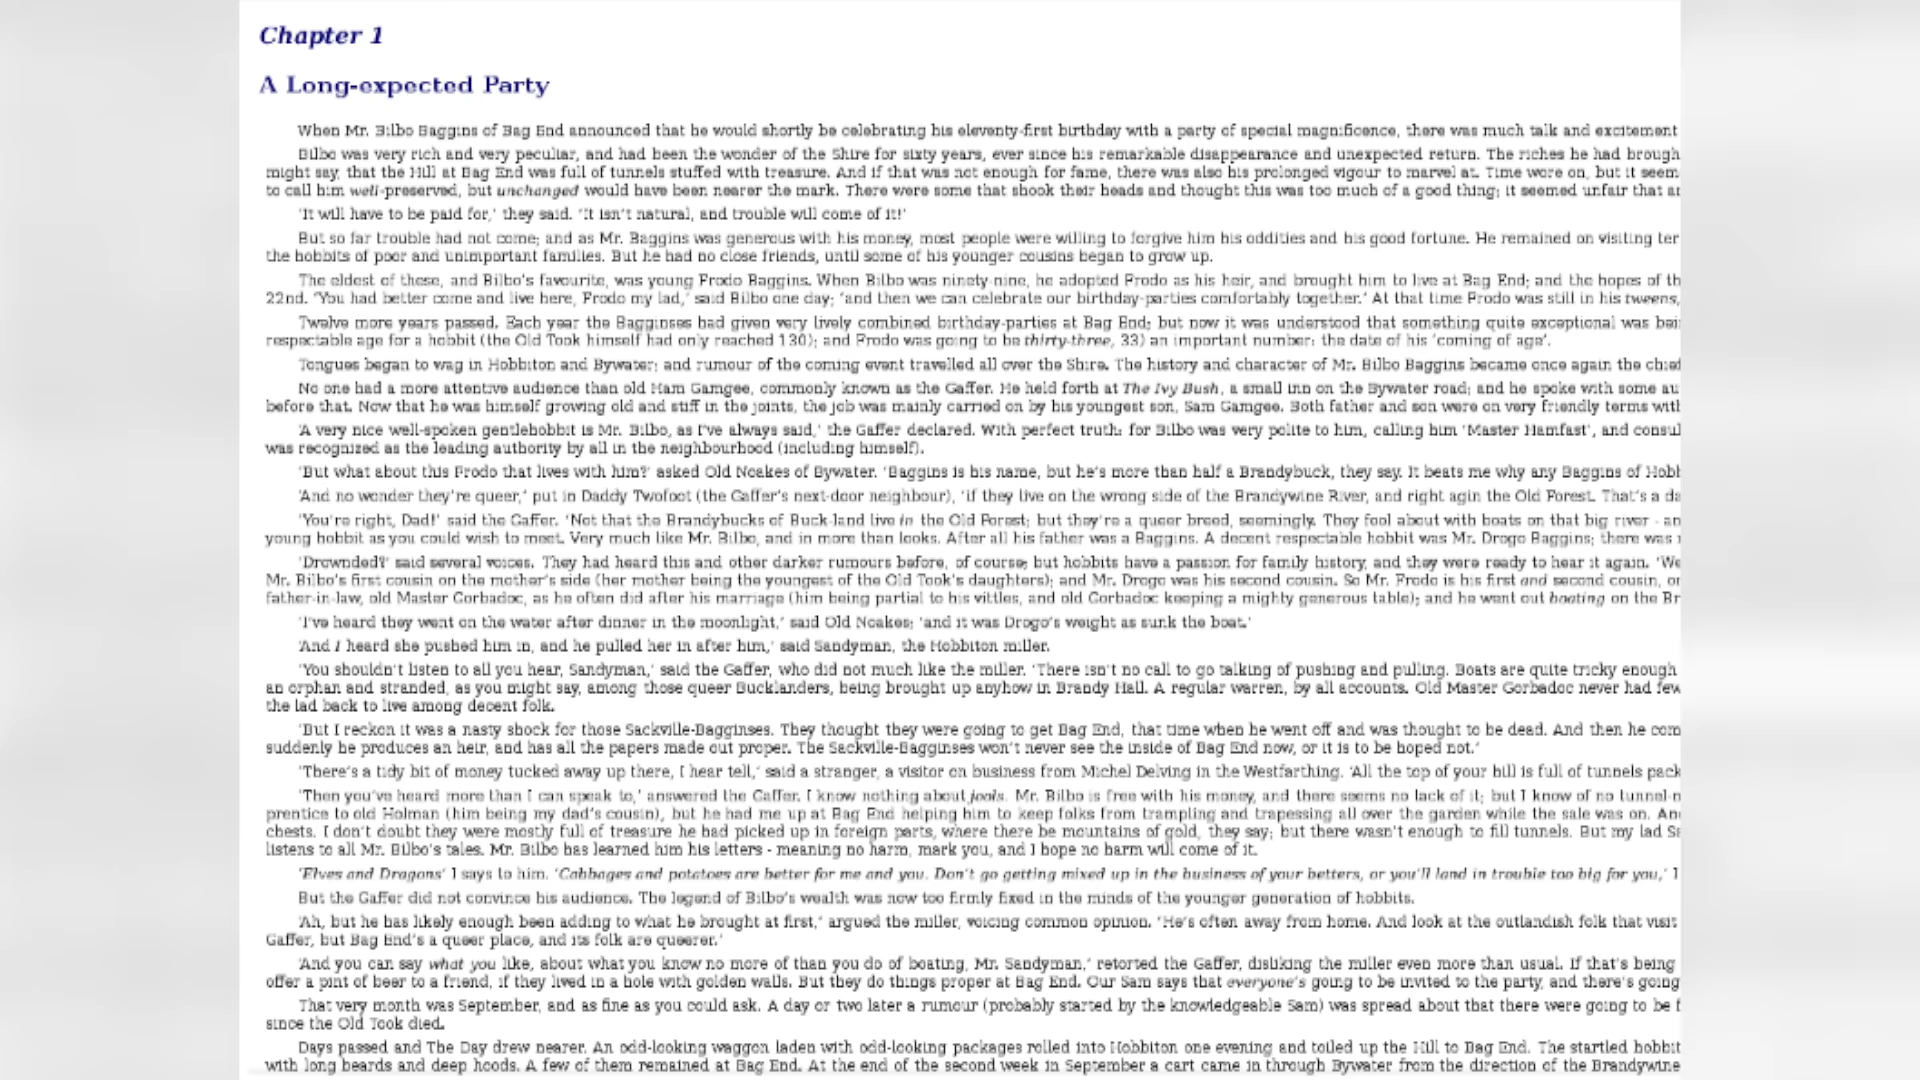 Chapter 1
A Long-expected Party
When Mr. Bilbo Baggins of Bag End announced that he would shortly be celebrating his eleventy-first birthday with a party of special magnificence, there was much talk and excitement
Bilbo was very rich and very peculiar, and had been the wonder of the Shire for sixty years, ever since his remarkable disappearance and unexpected return. The riches he had brough
might say, that the Hill at Bag End was full of tunnels stuffed with treasure. And if that was not enough for fame, there was also his prolonged vigour to marvel at. Time wore on, but it seem
to call him well-preserved, but unchanged would have been nearer the mark. There were some that shook their heads and thought this was too much of a good thing; it seemed unfair that
'It will have to be paid for,' they said. 'It isn't natural, and trouble will come of it!'
But so far trouble had not come; and as Mr. Baggins was generous with his money, most people were willing to forgive him his oddities and his good fortune. He remained on visiting ter
the hobbits of poor and unimportant families. But he had no close friends, until some of his younger cousins began to grow up.
The eldest of these, and Bilbo's favourite, was young Frodo Baggins. When Bilbo was ninety-nine, he adopted Frodo as his heir, and brought him to live at Bag End; and the hopes of th
22nd. 'You had better come and live here, Frodo my lad,' said Bilbo one day; 'and then we can celebrate our birthday-parties comfortably together.' At that time Frodo was still in his tweens,
Twelve more years passed. Each year the Bagginses had given very lively combined birthday-parties at Bag End; but now it was understood that something quite exceptional was bei
respectable age for a hobbit (the Old Took himself had only reached 130); and Frodo was going to be thirty-three, 33) an important number: the date of his 'coming of age'.
Tongues began to wag in Hobbiton and Bywater; and rumour of the coming event travelled all over the Shire. The history and character of Mr. Bilbo Baggins became once again the chief
No one had a more attentive audience than old Ham Gamgee, commonly known as the Gaffer. He held forth at The Ivy Bush, a small inn on the Bywater road; and he spoke with some au
before that. Now that he was himself growing old and stiff in the joints, the job was mainly carried on by his youngest son, Sam Gamgee. Both father and son were on very friendly terms with
'A very nice well-spoken gentlehobbit is Mr. Bilbo, as I've always said,' the Gaffer declared. With perfect truth: for Bilbo was very polite to him, calling him 'Master Hamfast', and consul
was recognized as the leading authority by all in the neighbourhood (including himself).
'But what about this Frodo that lives with him?' asked Old Noakes of Bywater. 'Baggins is his name, but he's more than half a Brandybuck, they say. It beats me why any Baggins of Hobb
'And no wonder they're queer,' put in Daddy Twofoot (the Gaffer's next-door neighbour), 'if they live on the wrong side of the Brandywine River, and right agin the Old Forest. That's a da
'You're right, Dad!' said the Gaffer. 'Not that the Brandybucks of Buck-land live in the Old Forest; but they're a queer breed, seemingly. They fool about with boats on that big river - an
young hobbit as you could wish to meet. Very much like Mr. Bilbo, and in more than looks. After all his father was a Baggins. A decent respectable hobbit was Mr. Drogo Baggins; there was
'Drownded?' said several voices. They had heard this and other darker rumours before, of course; but hobbits have a passion for family history, and they were ready to hear it again. 'We
Mr. Bilbo's first cousin on the mother's side (her mother being the youngest of the Old Took's daughters); and Mr. Drogo was his second cousin. So Mr. Frodo is his first and second cousin, or
father-in-law, old Master Gorbadoc, as he often did after his marriage (him being partial to his vittles, and old Gorbadoc keeping a mighty generous table); and he went out boating on the Br
'I've heard they went on the water after dinner in the moonlight,' said Old Noakes; 'and it was Drogo's weight as sunk the boat.'
'And I heard she pushed him in, and he pulled her in after him,' said Sandyman, the Hobbiton miller.
'You shouldn't listen to all you hear, Sandyman,' said the Gaffer, who did not much like the miller. 'There isn't no call to go talking of pushing and pulling. Boats are quite tricky enough
an orphan and stranded, as you might say, among those queer Bucklanders, being brought up anyhow in Brandy Hall. A regular warren, by all accounts. Old Master Gorbadoc never had few
the lad back to live among decent folk.
'But I reckon it was a nasty shock for those Sackville-Bagginses. They thought they were going to get Bag End, that time when he went off and was thought to be dead. And then he com
suddenly he produces an heir, and has all the papers made out proper. The Sackville-Bagginses won't never see the inside of Bag End now, or it is to be hoped not.'
'There's a tidy bit of money tucked away up there, I hear tell,' said a stranger, a visitor on business from Michel Delving in the Westfarthing. 'All the top of your hill is full of tunnels pack
'Then you've heard more than I can speak to,' answered the Gaffer. I know nothing about jools. Mr. Bilbo is free with his money, and there seems no lack of it; but I know of no tunnel-
prentice to old Holman (him being my dad's cousin), but he had me up at Bag End helping him to keep folks from trampling and trapessing all over the garden while the sale was on. An
chests. I don't doubt they were mostly full of treasure he had picked up in foreign parts, where there be mountains of gold, they say; but there wasn't enough to fill tunnels. But my lad Sa
listens to all Mr. Bilbo's tales. Mr. Bilbo has learned him his letters - meaning no harm, mark you, and I hope no harm will come of it.
'Elves and Dragons' I says to him. 'Cabbages and potatoes are better for me and you. Don't go getting mixed up in the business of your betters, or you'll land in trouble too big for you,' I
But the Gaffer did not convince his audience. The legend of Bilbo's wealth was now too firmly fixed in the minds of the younger generation of hobbits.
'Ah, but he has likely enough been adding to what he brought at first,' argued the miller, voicing common opinion. 'He's often away from home. And look at the outlandish folk that visit
Gaffer, but Bag End's a queer place, and its folk are queerer.'
'And you can say what you like, about what you know no more of than you do of boating, Mr. Sandyman,' retorted the Gaffer, disliking the miller even more than usual. If that's being
offer a pint of beer to a friend, if they lived in a hole with golden walls. But they do things proper at Bag End. Our Sam says that everyone's going to be invited to the party, and there's going
That very month was September, and as fine as you could ask. A day or two later a rumour (probably started by the knowledgeable Sam) was spread about that there were going to be f
since the Old Took died.
Days passed and The Day drew nearer. An odd-looking waggon laden with odd-looking packages rolled into Hobbiton one evening and toiled up the Hill to Bag End. The startled hobbit
with long beards and deep hoods. A few of them remained at Bag End. At the end of the second week in September a cart came in through Bywater from the direction of the Brandywine